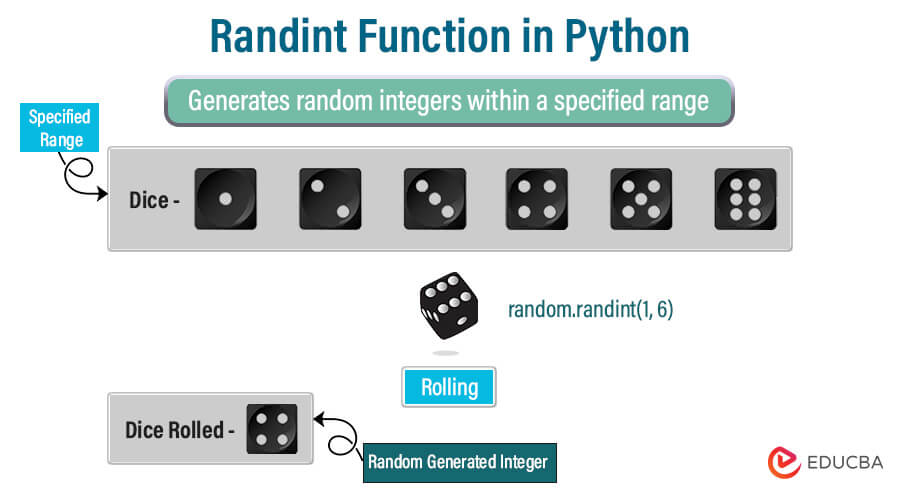 Randint Function in Python
Generates random integers within a specified range
Specified
Range
Dice -
random.randint(1, 6)
Rolling
Dice Rolled -
Random Generated Integer
EDUCBA